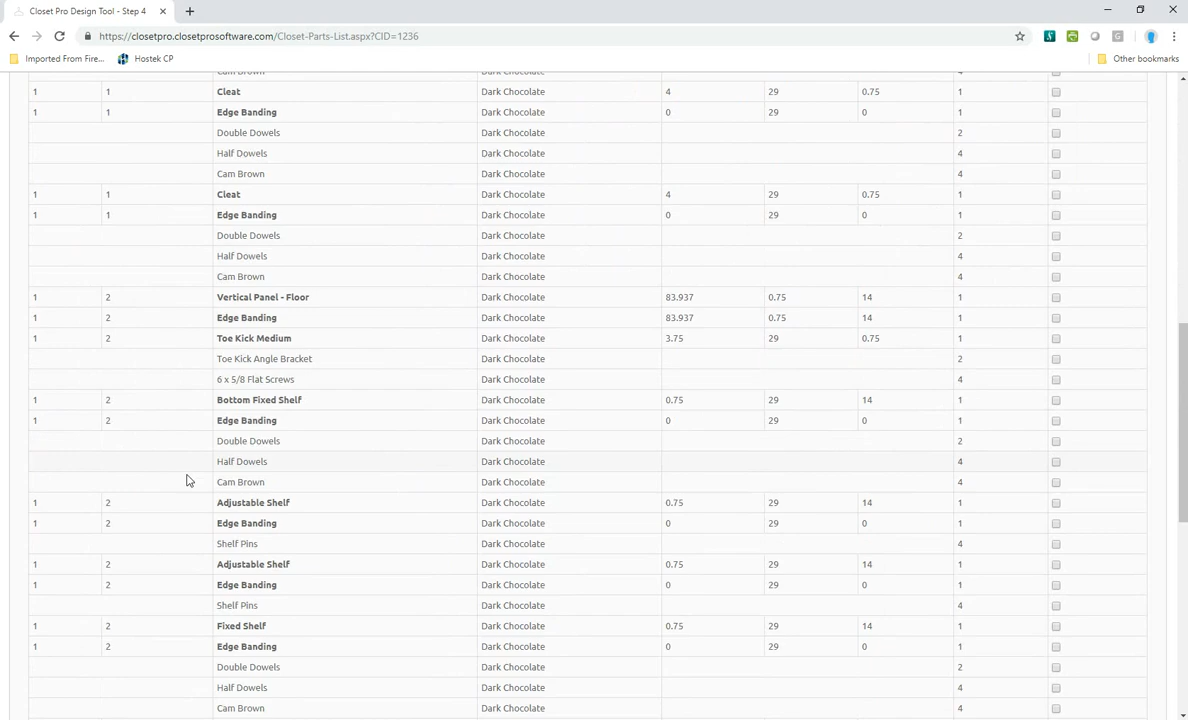 Closet Pro Design Tool - Step 4
https://closetpro.closetprosoftware.com/Closet-Parts-List.aspx?CID=1236
Imported From Fire... Hostek CP Other bookmarks
Cam Brown Dark Chocolate 4
1 1 Cleat Dark Chocolate 4 29 0.75 1
1 1 Edge Banding Dark Chocolate 0 29 0 1
Double Dowels Dark Chocolate 2
Half Dowels Dark Chocolate 4
Cam Brown Dark Chocolate 4
1 1 Cleat Dark Chocolate 4 29 0.75 1
1 1 Edge Banding Dark Chocolate 0 29 0 1
Double Dowels Dark Chocolate 2
Half Dowels Dark Chocolate 4
Cam Brown Dark Chocolate 4
1 2 Vertical Panel - Floor Dark Chocolate 83.937 0.75 14 1
1 2 Edge Banding Dark Chocolate 83.937 0.75 14 1
1 2 Toe Kick Medium Dark Chocolate 3.75 29 0.75 1
Toe Kick Angle Bracket Dark Chocolate 2
6 x 5/8 Flat Screws Dark Chocolate 4
1 2 Bottom Fixed Shelf Dark Chocolate 0.75 29 14 1
1 2 Edge Banding Dark Chocolate 0 29 0 1
Double Dowels Dark Chocolate 2
Half Dowels Dark Chocolate 4
Cam Brown Dark Chocolate 4
1 2 Adjustable Shelf Dark Chocolate 0.75 29 14 1
1 2 Edge Banding Dark Chocolate 0 29 0 1
Shelf Pins Dark Chocolate 4
1 2 Adjustable Shelf Dark Chocolate 0.75 29 14 1
1 2 Edge Banding Dark Chocolate 0 29 0 1
Shelf Pins Dark Chocolate 4
1 2 Fixed Shelf Dark Chocolate 0.75 29 14 1
1 2 Edge Banding Dark Chocolate 0 29 0 1
Double Dowels Dark Chocolate 2
Half Dowels Dark Chocolate 4
Cam Brown Dark Chocolate 4